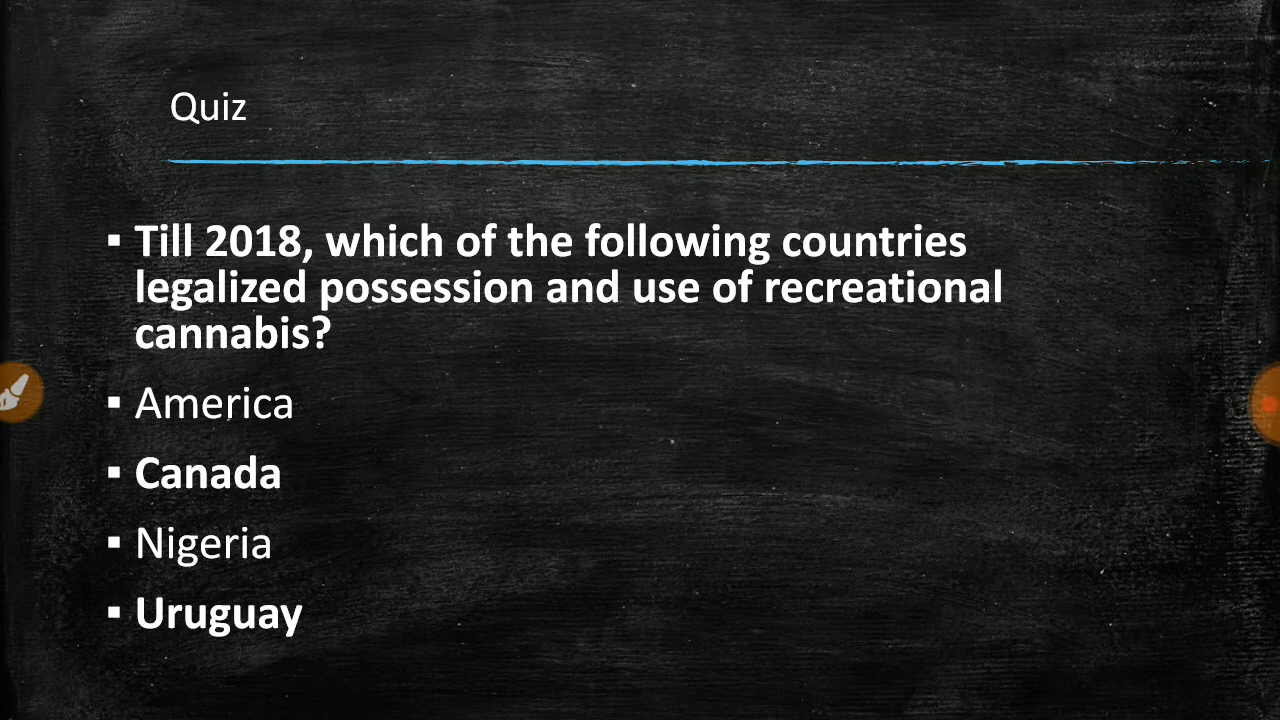 Quiz
▪ Till 2018, which of the following countries
legalized possession and use of recreational
cannabis?
▪ America
▪ Canada
▪ Nigeria
▪ Uruguay